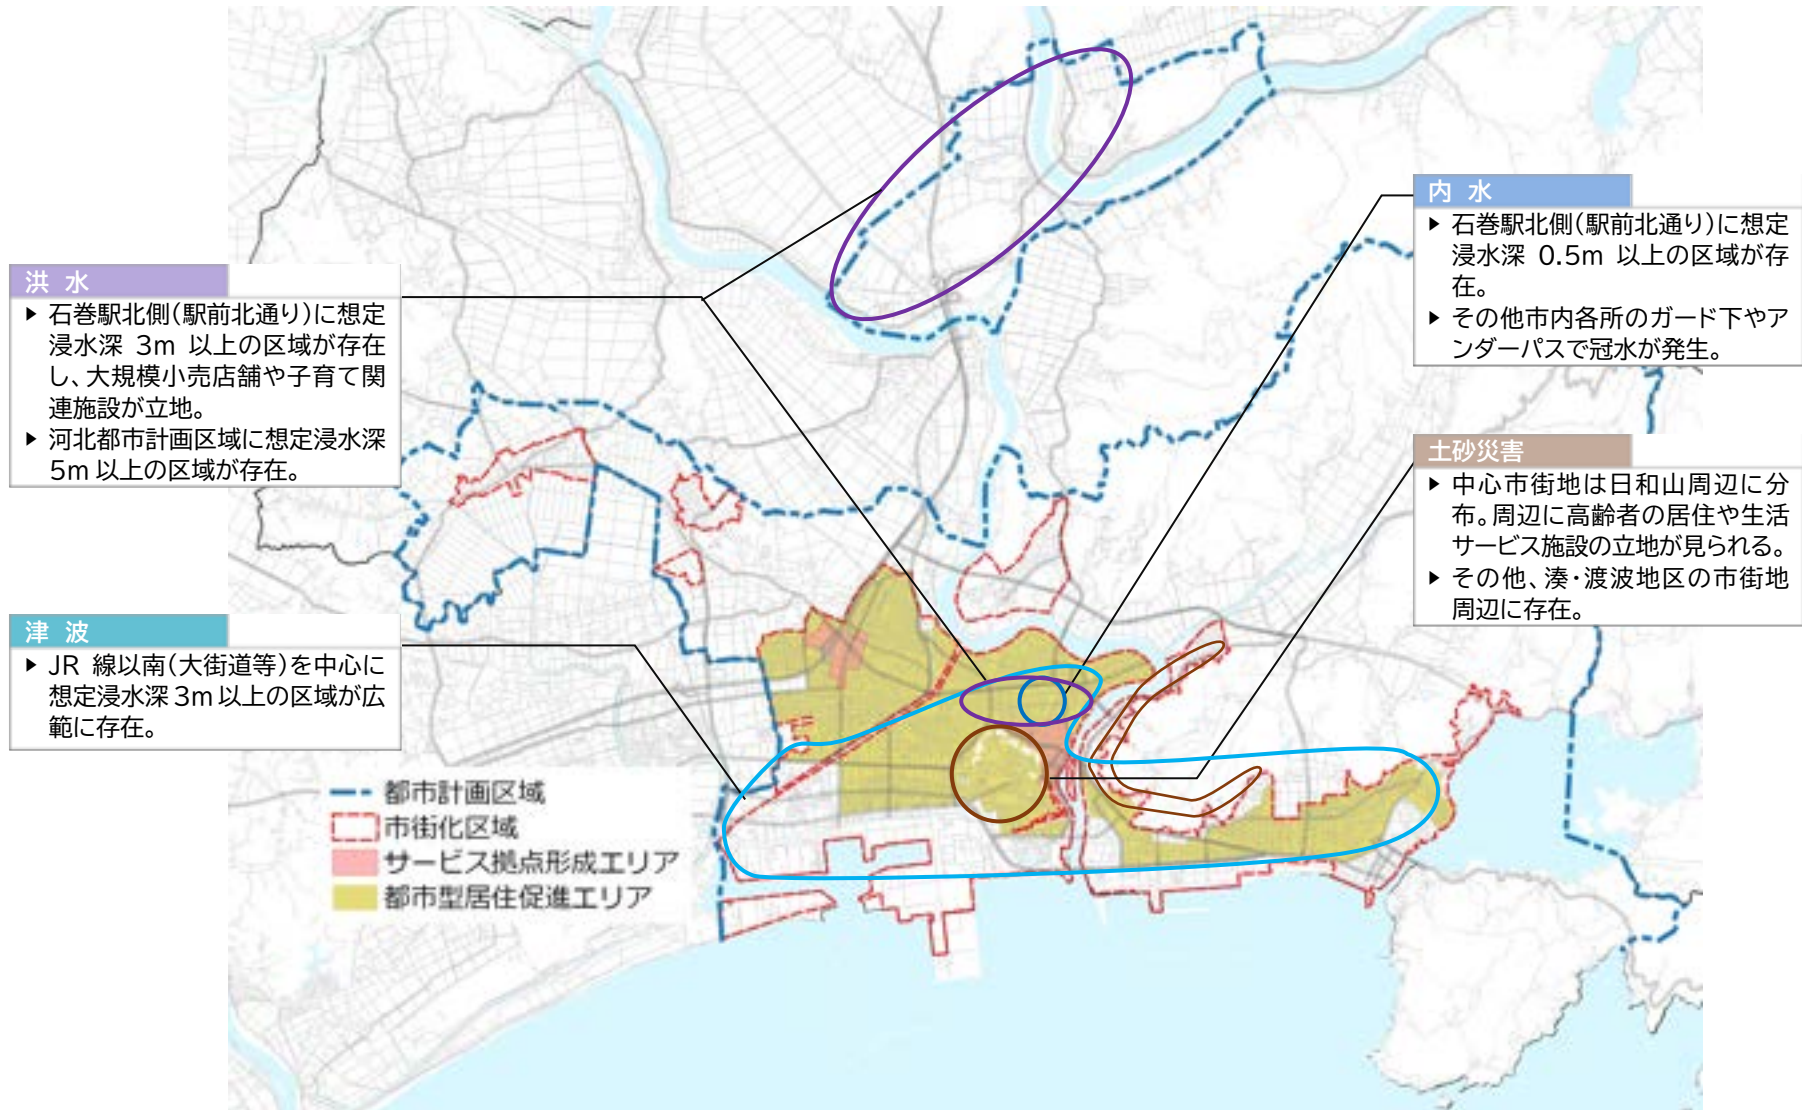 洪 水
▶ 石巻駅北側(駅前北通り)に想定
浸水深 3m 以上の区域が存在
し、大規模小売店舗や子育て関
連施設が立地。
▶ 河北都市計画区域に想定浸水深
5m 以上の区域が存在。
津 波
▶ JR 線以南(大街道等)を中心に
想定浸水深 3m 以上の区域が広
範に存在。
内 水
▶ 石巻駅北側(駅前北通り)に想定
浸水深 0.5m 以上の区域が存
在。
▶ その他市内各所のガード下やア
ンダーパスで冠水が発生。
土砂災害
▶ 中心市街地は日和山周辺に分
布。周辺に高齢者の居住や生活
サービス施設の立地が見られる。
▶ その他、湊・渡波地区の市街地
周辺に存在。
都市計画区域
市街化区域
サービス拠点形成エリア
都市型居住促進エリア